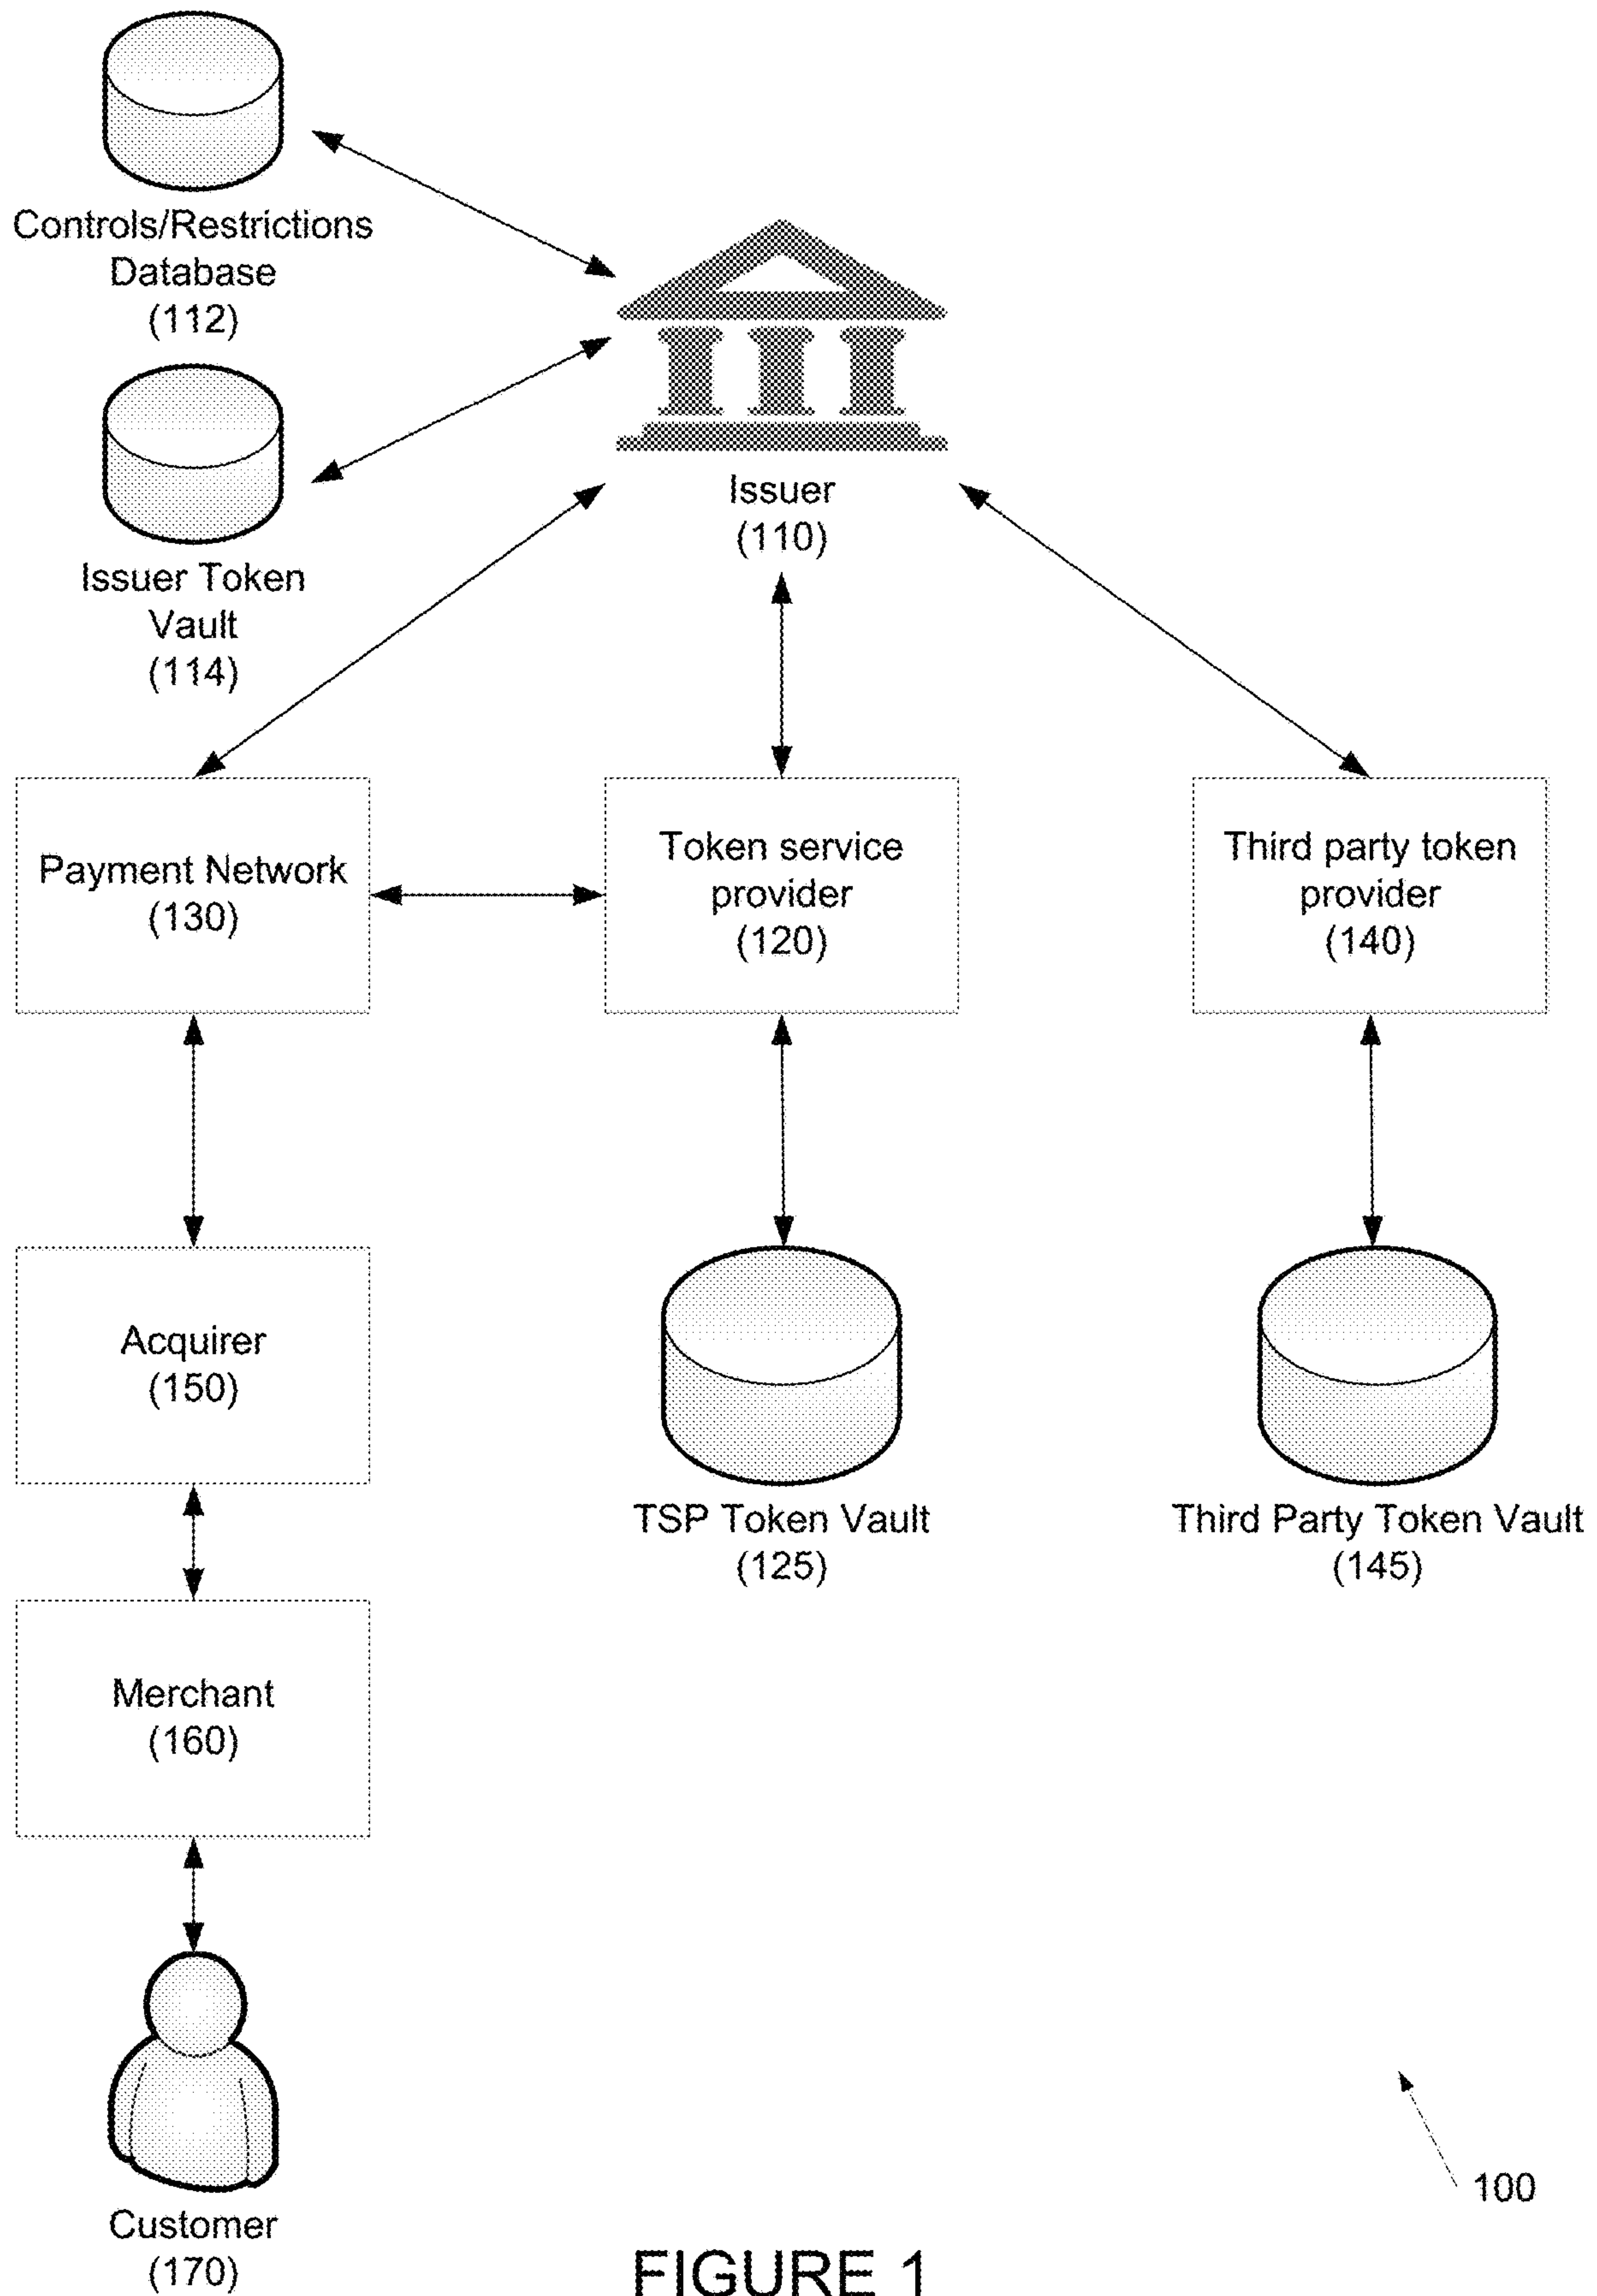 Controls/Restrictions
Database
(112)
Issuer Token
Vault
(114)
Issuer
(110)
Payment Network
(130)
Token service
provider
(120)
Third party token
provider
(140)
Acquirer
(150)
TSP Token Vault
(125)
Third Party Token Vault
(145)
Merchant
(160)
Customer
(170)
100
FIGURE 1